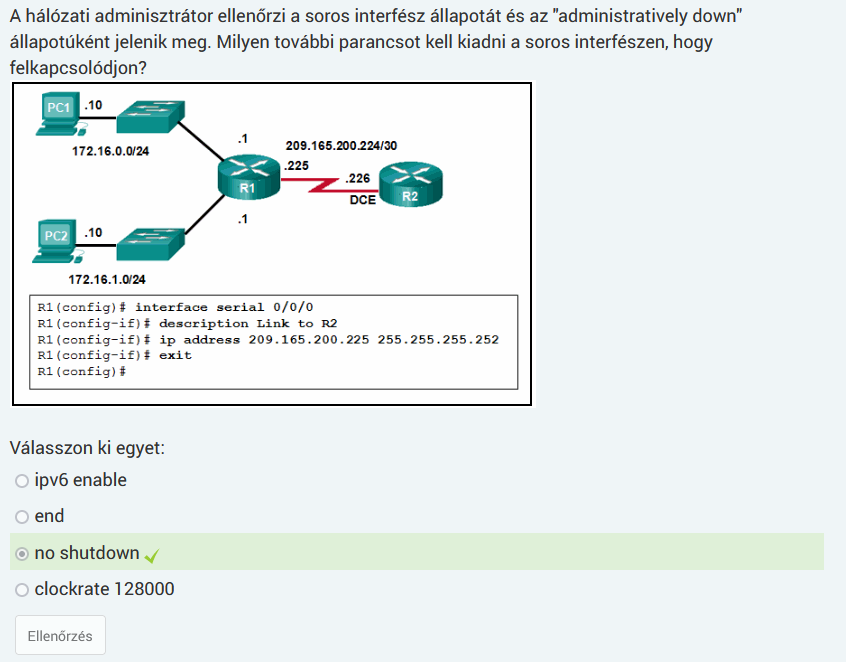 A hálózati adminisztrátor ellenőrzi a soros interfész állapotát és az "administratively down"
állapotúként jelenik meg. Milyen további parancsot kell kiadni a soros interfészen, hogy
felkapcsolódjon?
PC1 .10
172.16.0.0/24
.1
209.165.200.224/30
.225
.226
R1
DCE
R2
.1
PC2 .10
172.16.1.0/24
R1(config)# interface serial 0/0/0
R1(config-if)# description Link to R2
R1(config-if)# ip address 209.165.200.225 255.255.255.252
R1(config-if)# exit
R1(config)#
Válasszon ki egyet:
ipv6 enable
end
no shutdown
clockrate 128000
Ellenőrzés